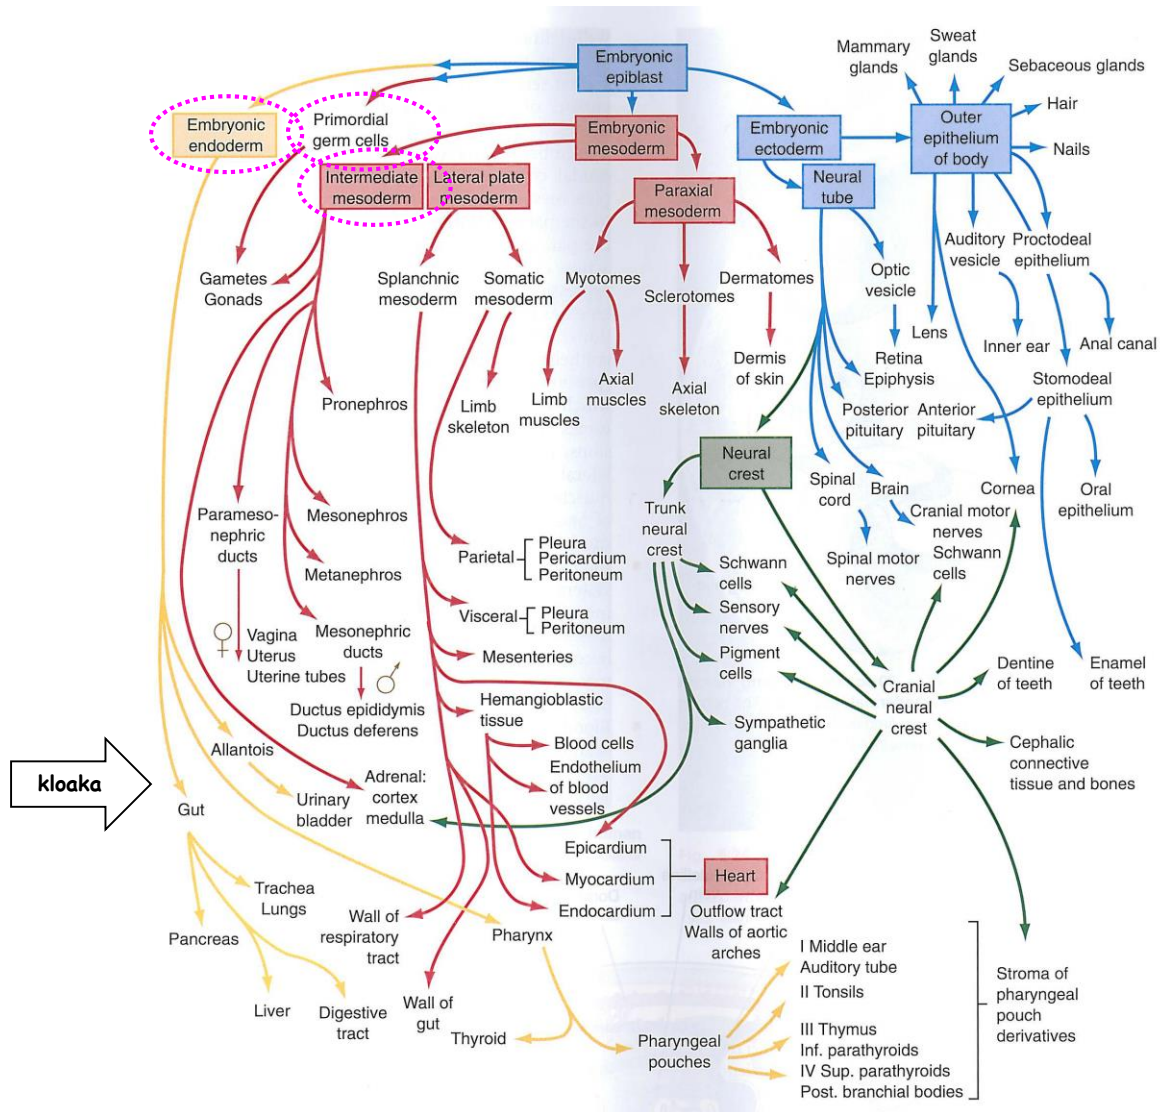 Embryonic
epiblast
Embryonic
endoderm
Primordial
germ cells
Embryonic
mesoderm
Embryonic
ectoderm
Mammary
glands
Sweat
glands
Sebaceous glands
Hair
Nails
Outer
epithelium
of body
Intermediate
mesoderm
Lateral plate
mesoderm
Paraxial
mesoderm
Neural
tube
Gametes
Gonads
Splanchnic
mesoderm
Somatic
mesoderm
Myotomes
Sclerotomes
Dermatomes
Optic
vesicle
Auditory
vesicle
Proctodeal
epithelium
Lens
Inner ear
Anal canal
Pronephros
Limb
skeleton
Limb
muscles
Axial
muscles
Axial
skeleton
Dermis
of skin
Retina
Epiphysis
Posterior
pituitary
Anterior
pituitary
Stomodeal
epithelium
Neural
crest
Spinal
cord
Brain
Cornea
Oral
epithelium
Cranial motor
nerves
Schwann
cells
Spinal motor
nerves
Trunk
neural
crest
Parameso-
nephric
ducts
Mesonephros
Metanephros
Parietal
Pleura
Pericardium
Peritoneum
Visceral
Pleura
Peritoneum
Schwann
cells
Sensory
nerves
Pigment
cells
♀
Vagina
Uterus
Uterine tubes
Mesonephric
ducts
♂
Ductus epididymis
Ductus deferens
Mesenteries
Hemangioblastic
tissue
Sympathetic
ganglia
Cranial
neural
crest
Dentine
of teeth
Enamel
of teeth
Cephalic
connective
tissue and bones
kloaka
Allantois
Gut
Urinary
bladder
Adrenal:
cortex
medulla
Blood cells
Endothelium
of blood
vessels
Epicardium
Myocardium
Endocardium
Heart
Outflow tract
Walls of aortic
arches
Trachea
Lungs
Pancreas
Liver
Digestive
tract
Wall of
respiratory
tract
Wall of
gut
Pharynx
Thyroid
Pharyngeal
pouches
I Middle ear
Auditory tube
II Tonsils
III Thymus
Inf. parathyroids
IV Sup. parathyroids
Post. branchial bodies
Stroma of
pharyngeal
pouch
derivatives